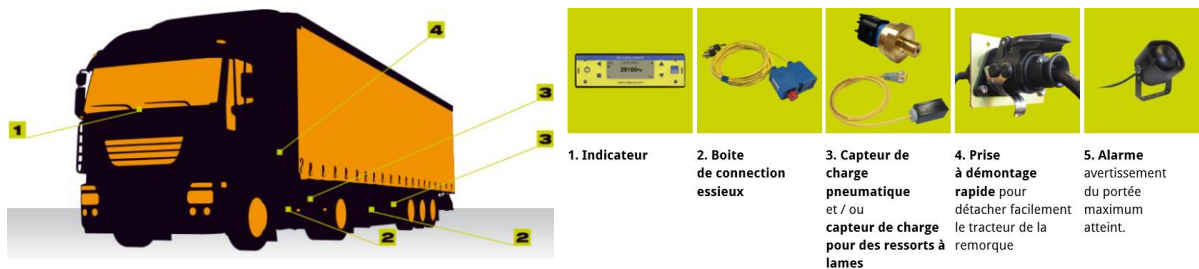 4
3
1
3
2
2
29180kg
1. Indicateur
2. Boite
de connection
essieux
3. Capteur de
charge
pneumatique
et / ou
capteur de charge
pour des ressorts à
lames
4. Prise
à démontage
rapide pour
détacher facilement
le tracteur de la
remorque
5. Alarme
avertissement
du portée
maximum
atteint.